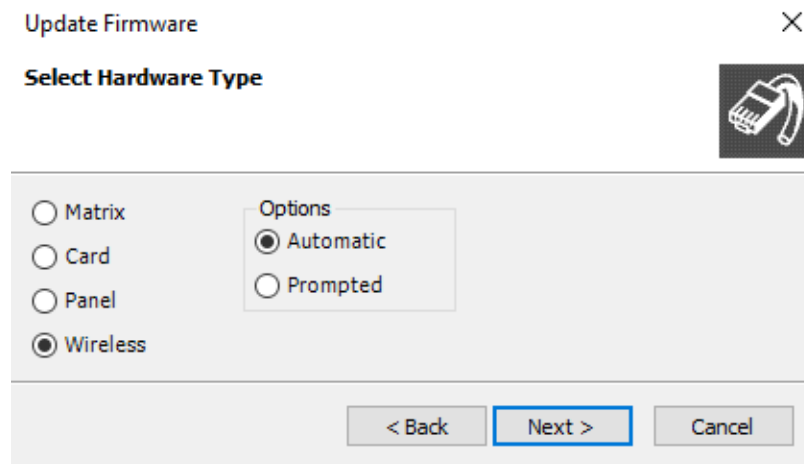 Update Firmware
Select Hardware Type
Matrix
Card
Panel
Wireless
Options
Automatic
Prompted
< Back
Next >
Cancel